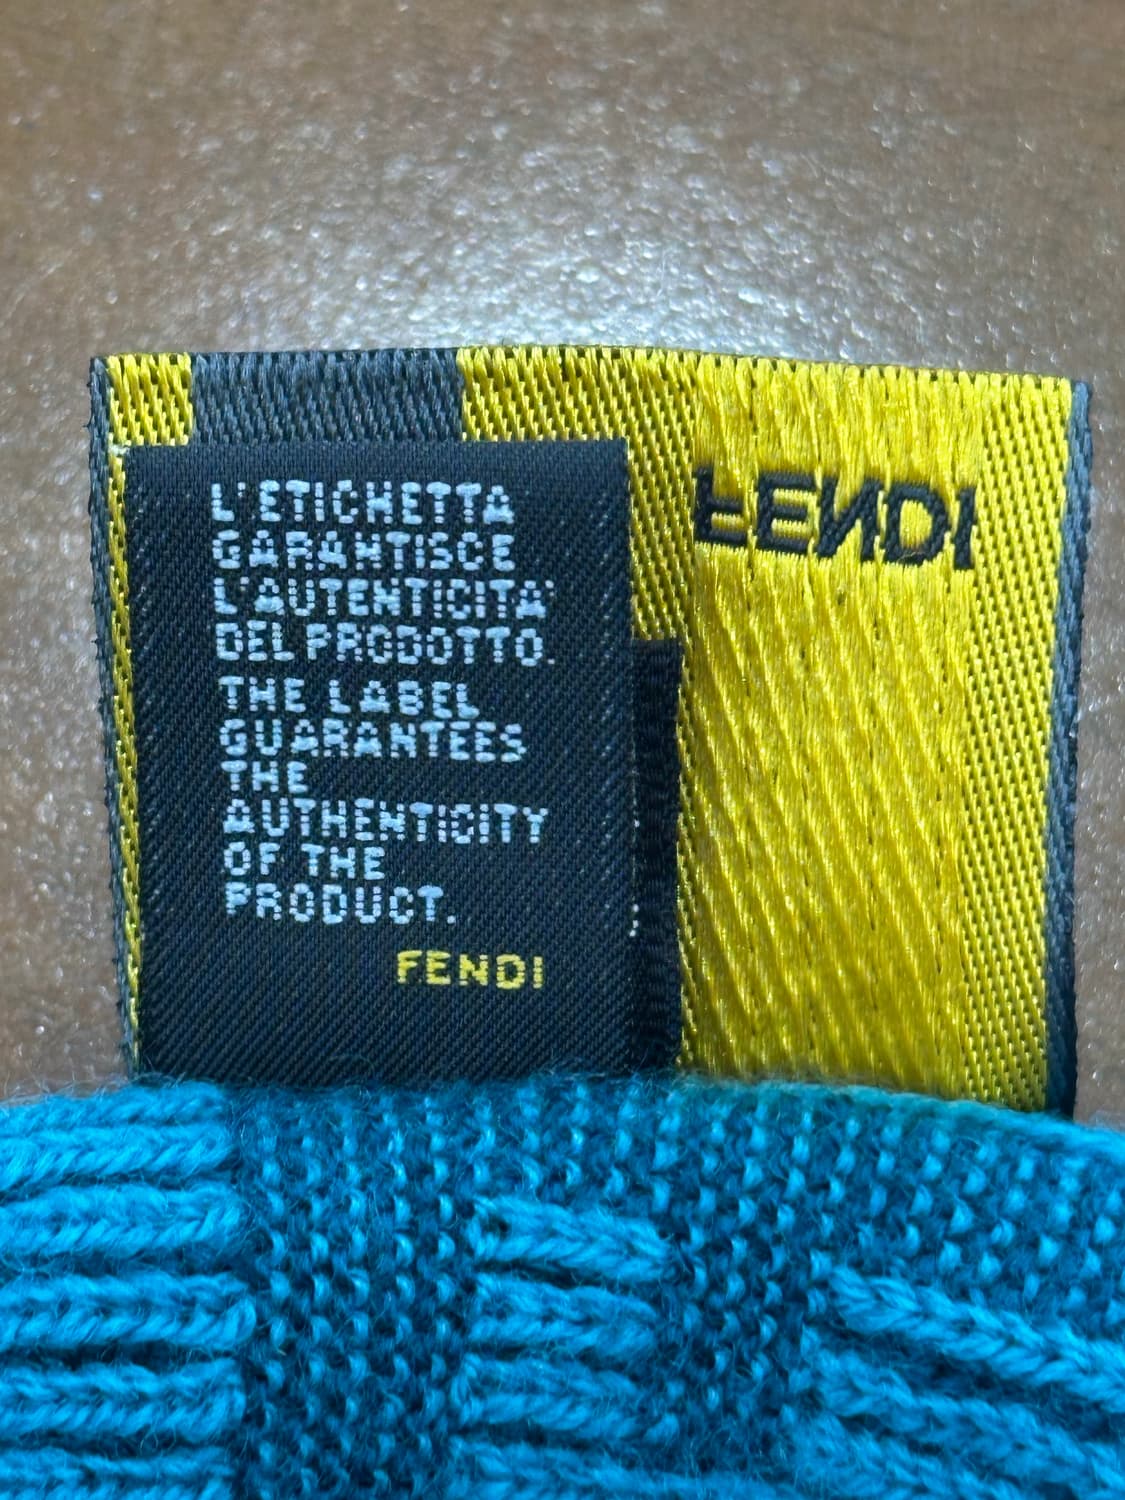 L'ETICHETTA
GARANTISCE
L'AUTENTICITA'
DEL PRODOTTO.
THE LABEL
GUARANTEES
THE
AUTHENTICITY
OF THE
PRODUCT.
FENDI
FENDI